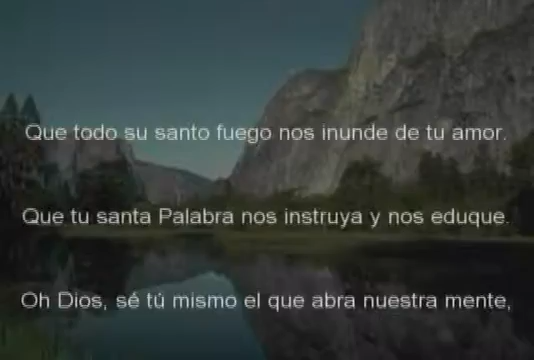 Que todo su santo fuego nos inunde de tu amor.
Que tu santa Palabra nos instruya y nos eduque.
Oh Dios, sé tú mismo el que abra nuestra mente,